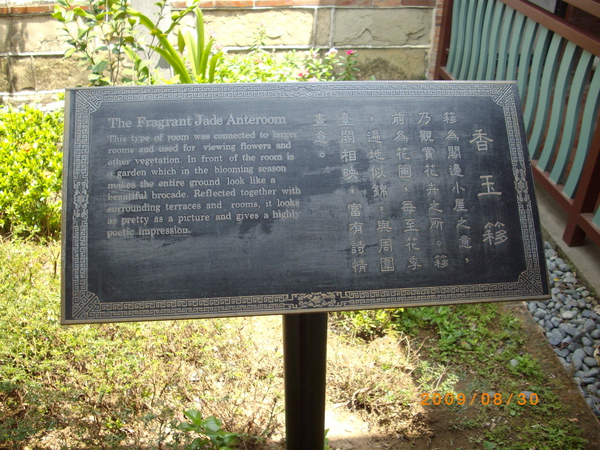 The Fragrant Jade Anteroom
This type of room was connected to larger
rooms and used for viewing flowers and
other vegetation. In front of the room is
a garden which in the blooming season
makes the entire ground look like a
beautiful brocade. Reflected together with
surrounding terraces and rooms, it looks
as pretty as a picture and gives a highly
poetic impression.
香玉簃
簃為閣邊小屋之意，
乃觀賞花卉之所。簃
前為花圃，每至花季
，遍地似錦，與周圍
臺閣相映，富有詩情
畫意。
2009/08/30